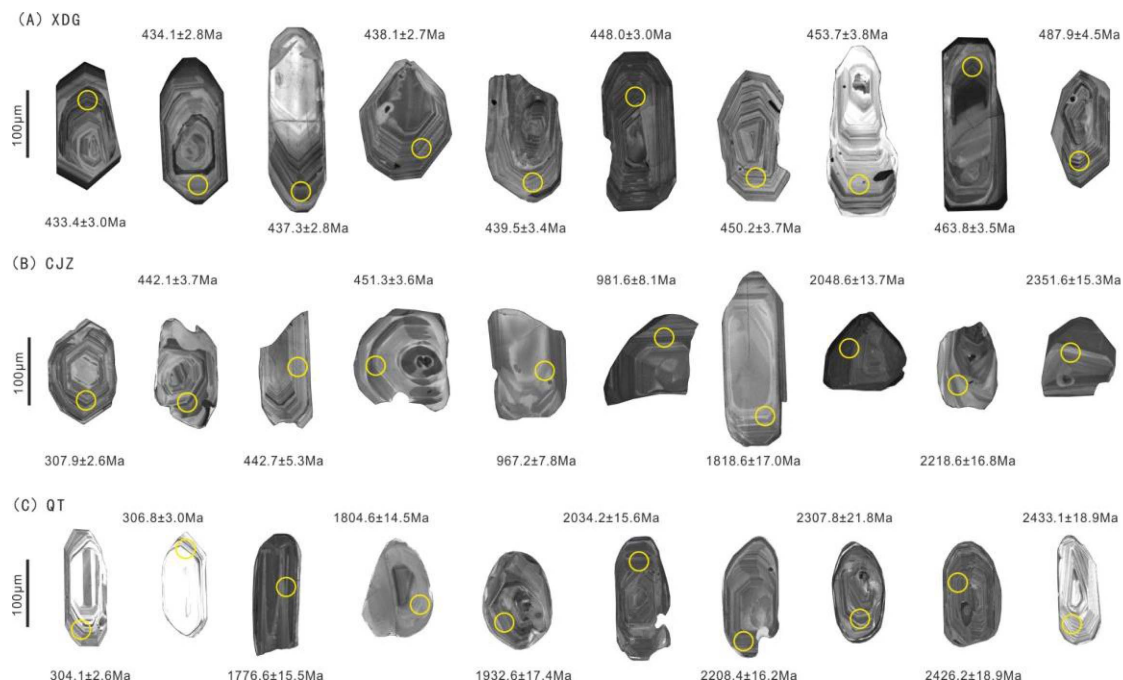 (A) XDG
434.1±2.8Ma
438.1±2.7Ma
448.0±3.0Ma
453.7±3.8Ma
487.9±4.5Ma
100μm
433.4±3.0Ma
437.3±2.8Ma
439.5±3.4Ma
450.2±3.7Ma
463.8±3.5Ma
(B) CJZ
442.1±3.7Ma
451.3±3.6Ma
981.6±8.1Ma
2048.6±13.7Ma
2351.6±15.3Ma
100μm
307.9±2.6Ma
442.7±5.3Ma
967.2±7.8Ma
1818.6±17.0Ma
2218.6±16.8Ma
(C) QT
306.8±3.0Ma
1804.6±14.5Ma
2034.2±15.6Ma
2307.8±21.8Ma
2433.1±18.9Ma
100μm
304.1±2.6Ma
1776.6±15.5Ma
1932.6±17.4Ma
2208.4±16.2Ma
2426.2±18.9Ma